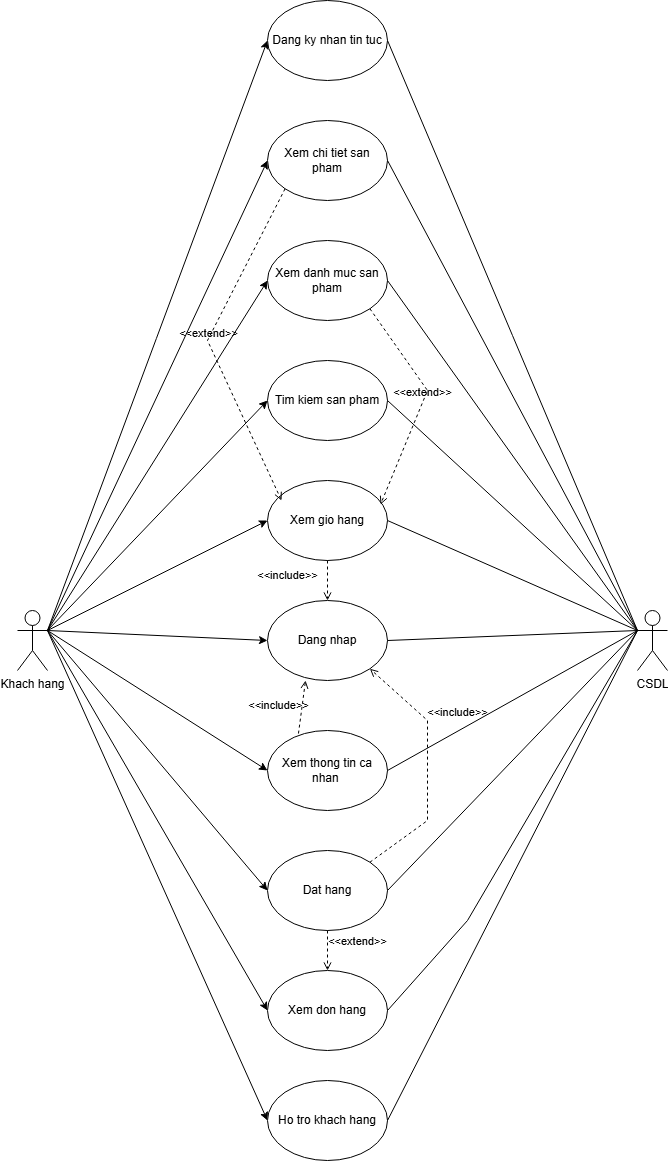 Dang ky nhan tin tuc
Xem chi tiet san
pham
Xem danh muc san
pham
<<extend>>
Tim kiem san pham
<<extend>>
Xem gio hang
<<include>>
Dang nhap
Khach hang
CSDL
<<include>>
<<include>>
Xem thong tin ca
nhan
Dat hang
<<extend>>
Xem don hang
Ho tro khach hang